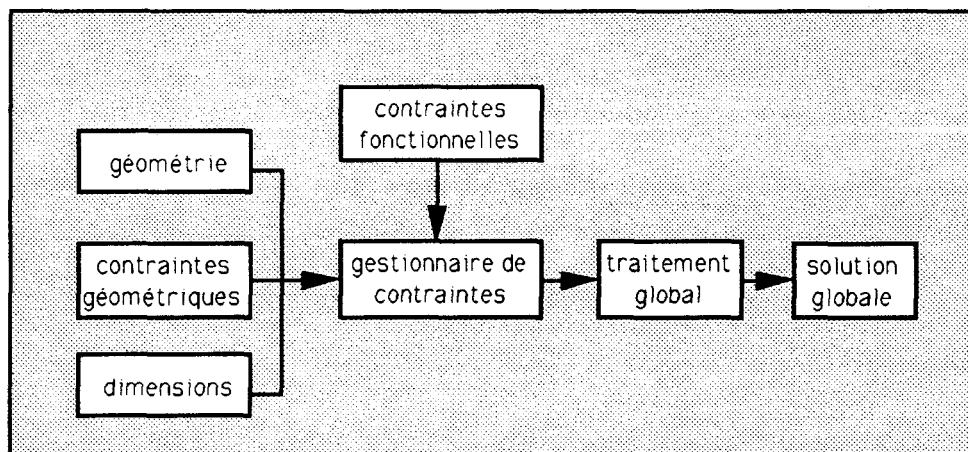 contraintes
fonctionnelles
géométrie
contraintes
géométriques
dimensions
gestionnaire de
contraintes
traitement
global
solution
globale